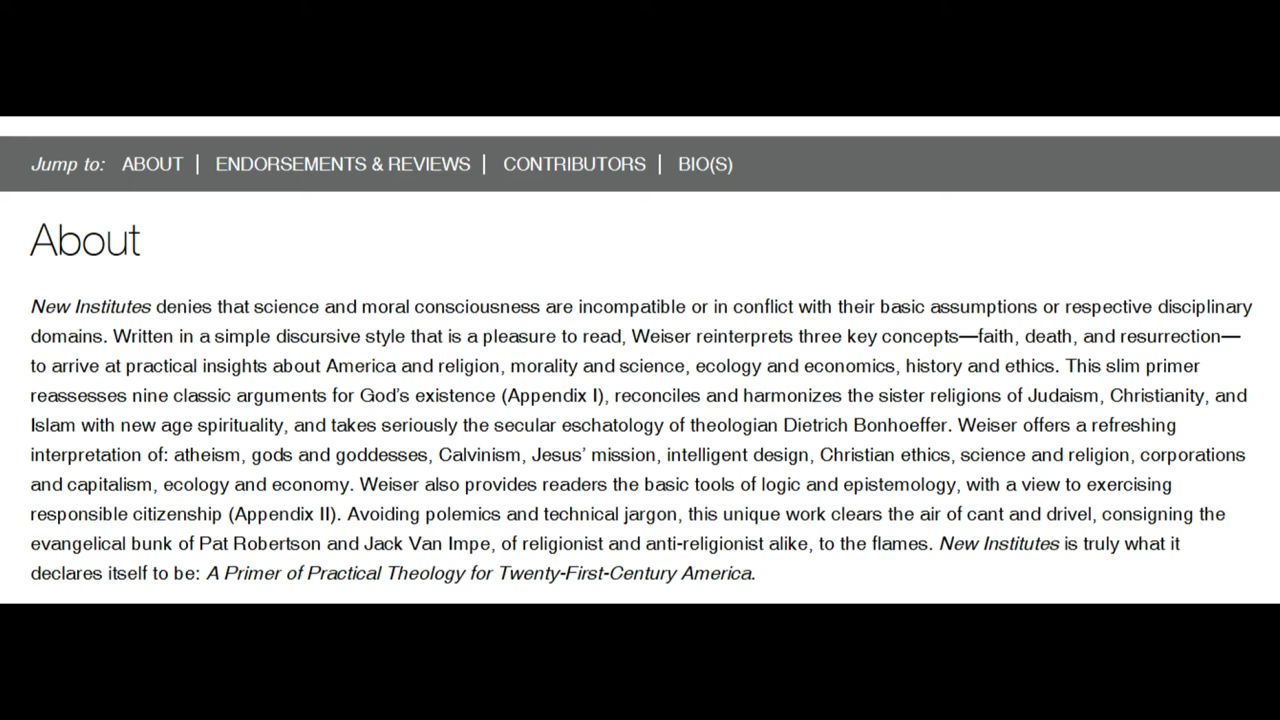 Jump to: ABOUT | ENDORSEMENTS & REVIEWS | CONTRIBUTORS | BIO(S)
About
New Institutes denies that science and moral consciousness are incompatible or in conflict with their basic assumptions or respective disciplinary
domains. Written in a simple discursive style that is a pleasure to read, Weiser reinterprets three key concepts—faith, death, and resurrection—
to arrive at practical insights about America and religion, morality and science, ecology and economics, history and ethics. This slim primer
reassesses nine classic arguments for God's existence (Appendix I), reconciles and harmonizes the sister religions of Judaism, Christianity, and
Islam with new age spirituality, and takes seriously the secular eschatology of theologian Dietrich Bonhoeffer. Weiser offers a refreshing
interpretation of: atheism, gods and goddesses, Calvinism, Jesus' mission, intelligent design, Christian ethics, science and religion, corporations
and capitalism, ecology and economy. Weiser also provides readers the basic tools of logic and epistemology, with a view to exercising
responsible citizenship (Appendix II). Avoiding polemics and technical jargon, this unique work clears the air of cant and drivel, consigning the
evangelical bunk of Pat Robertson and Jack Van Impe, of religionist and anti-religionist alike, to the flames. New Institutes is truly what it
declares itself to be: A Primer of Practical Theology for Twenty-First-Century America.